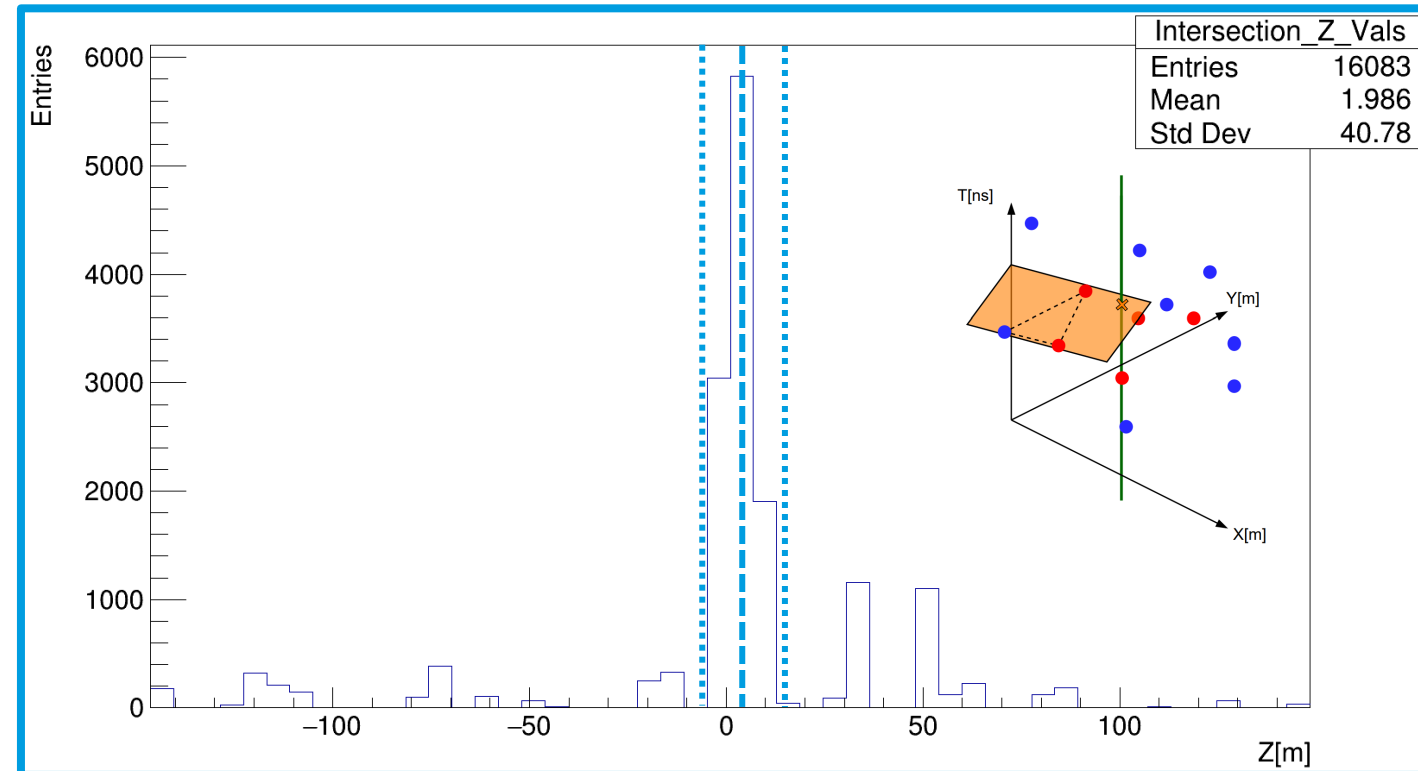 Intersection_Z_Vals
Entries 16083
Mean 1.986
Std Dev 40.78
Entries
6000
5000
4000
3000
2000
1000
0
T[ns]
Y[m]
X[m]
−100
−50
0
50
100
Z[m]